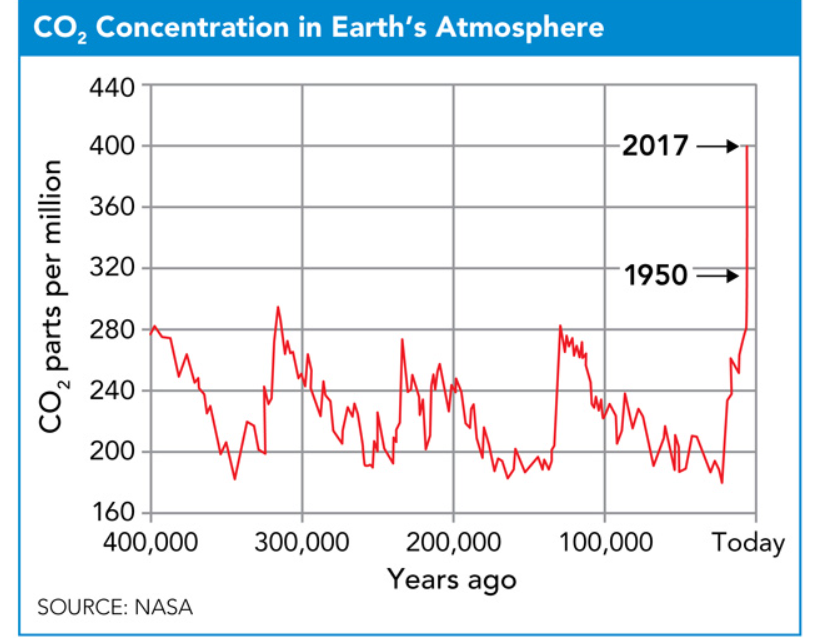 CO₂ Concentration in Earth's Atmosphere
CO₂ parts per million
440
400
360
320
280
240
200
160
2017
1950
400,000 300,000 200,000 100,000 Today
Years ago
SOURCE: NASA